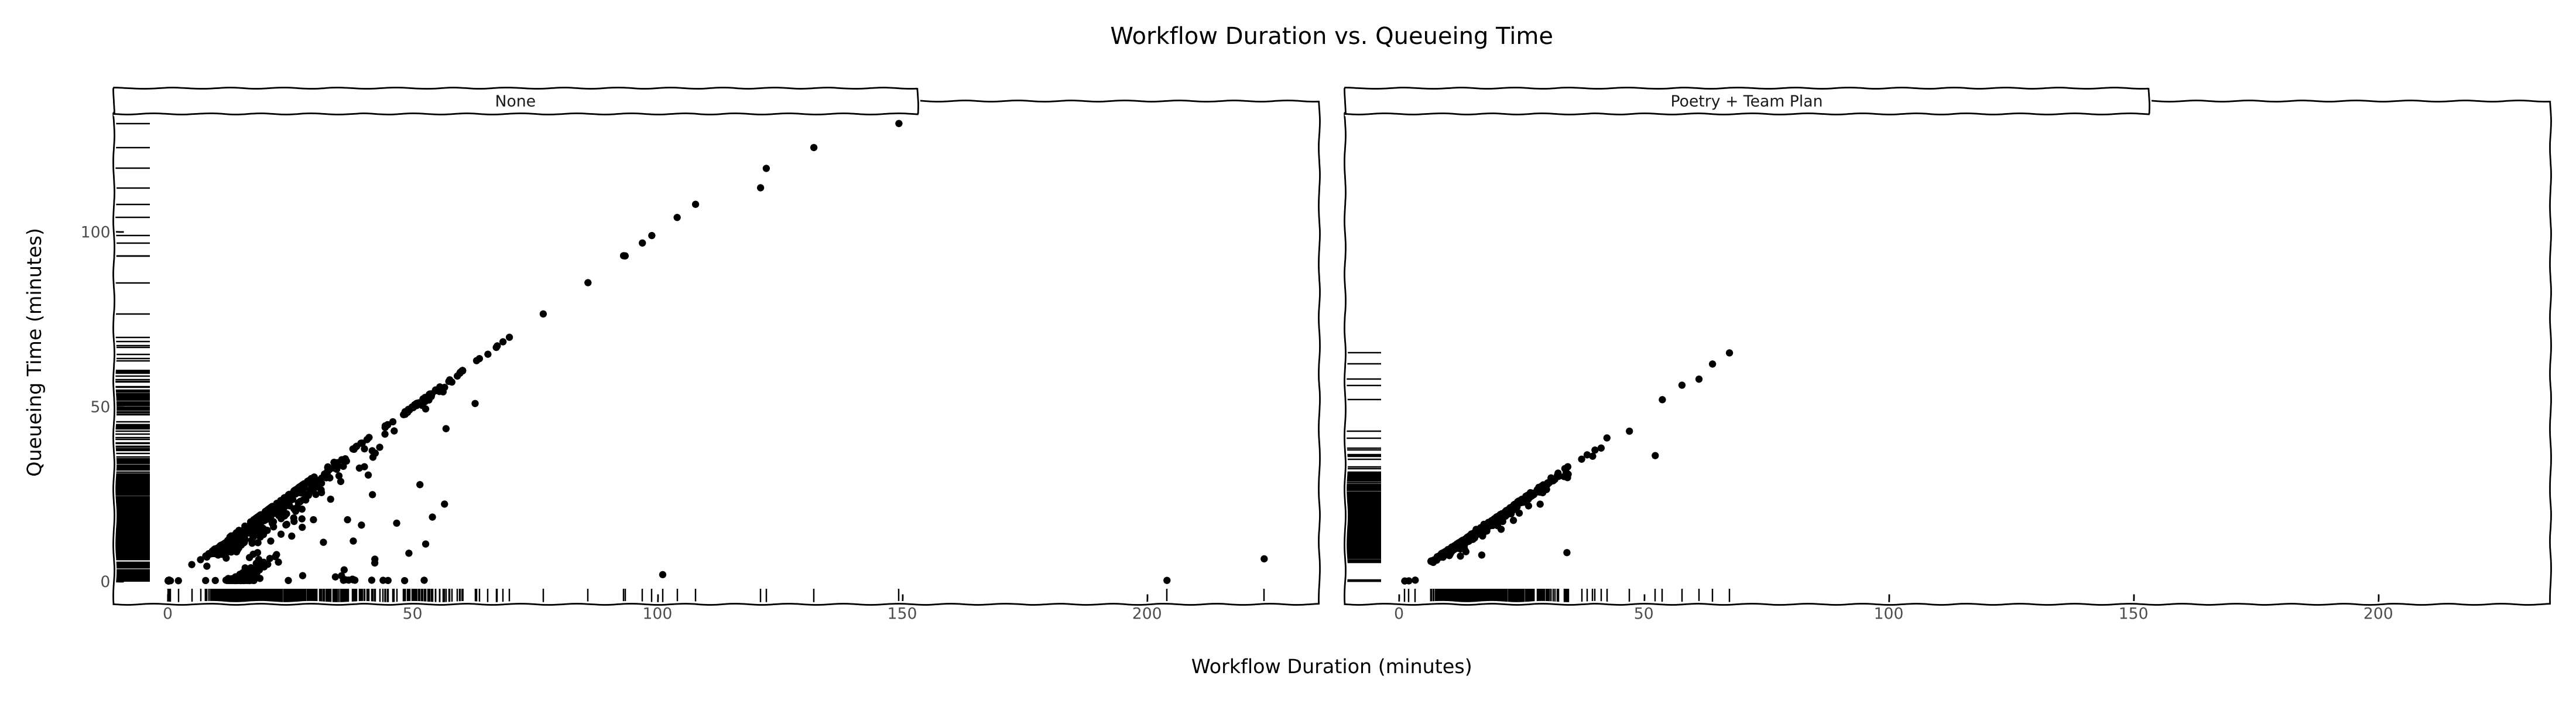 Workflow Duration vs. Queueing Time
None
Poetry + Team Plan
Queueing Time (minutes)
100
50
0
0 50 100 150 200
0 50 100 150 200
Workflow Duration (minutes)